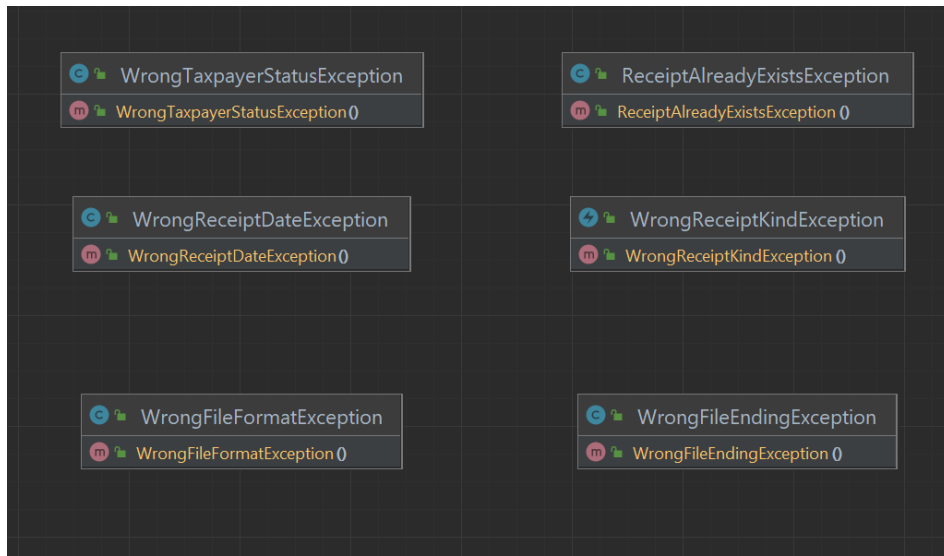 WrongTaxpayerStatusException
WrongTaxpayerStatusException()
ReceiptAlreadyExistsException
ReceiptAlreadyExistsException ()
WrongReceiptDateException
WrongReceiptDateException()
WrongReceiptKindException
WrongReceiptKindException ()
WrongFileFormatException
WrongFileFormatException ()
WrongFileEndingException
WrongFileEndingException ()